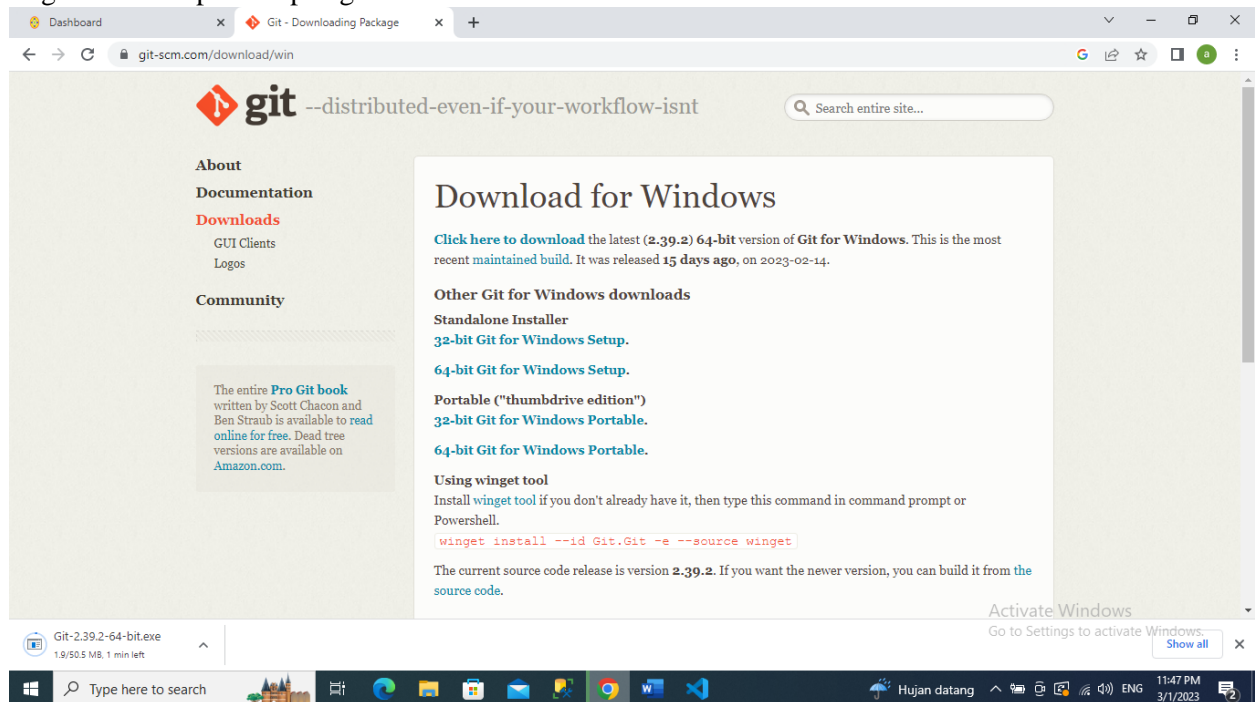 Dashboard
Git - Downloading Package
git-scm.com/download/win
G
a
git --distributed-even-if-your-workflow-isnt
Search entire site...
About
Documentation
Downloads
GUI Clients
Logos
Community
The entire Pro Git book
written by Scott Chacon and
Ben Straub is available to read
online for free. Dead tree
versions are available on
Amazon.com.
Download for Windows
Click here to download the latest (2.39.2) 64-bit version of Git for Windows. This is the most
recent maintained build. It was released 15 days ago, on 2023-02-14.
Other Git for Windows downloads
Standalone Installer
32-bit Git for Windows Setup.
64-bit Git for Windows Setup.
Portable ("thumbdrive edition")
32-bit Git for Windows Portable.
64-bit Git for Windows Portable.
Using winget tool
Install winget tool if you don't already have it, then type this command in command prompt or
Powershell.
winget install --id Git.Git -e --source winget
The current source code release is version 2.39.2. If you want the newer version, you can build it from the
source code.
Activate Windows
Go to Settings to activate Windows.
Git-2.39.2-64-bit.exe
1.9/50.5 MB, 1 min left
Show all
Type here to search
Hujan datang
ENG
11:47 PM
3/1/2023
2